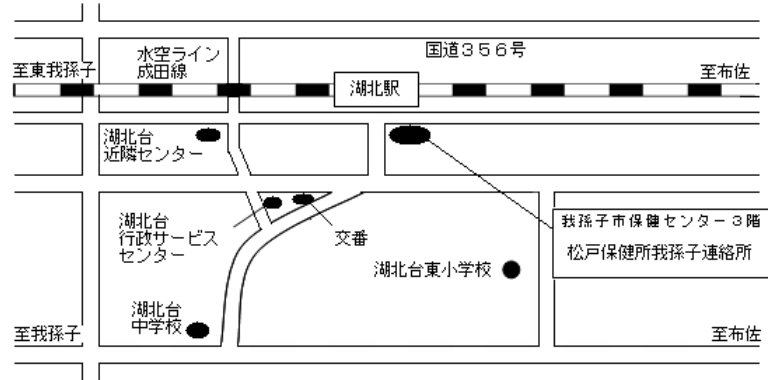 国道３５６号
水空ライン
成田線
至東我孫子
至布佐
湖北駅
湖北台
近隣センター
湖北台
行政サービス
センター
交番
我孫子市保健センター３階
松戸保健所我孫子連絡所
湖北台東小学校
湖北台
中学校
至我孫子
至布佐